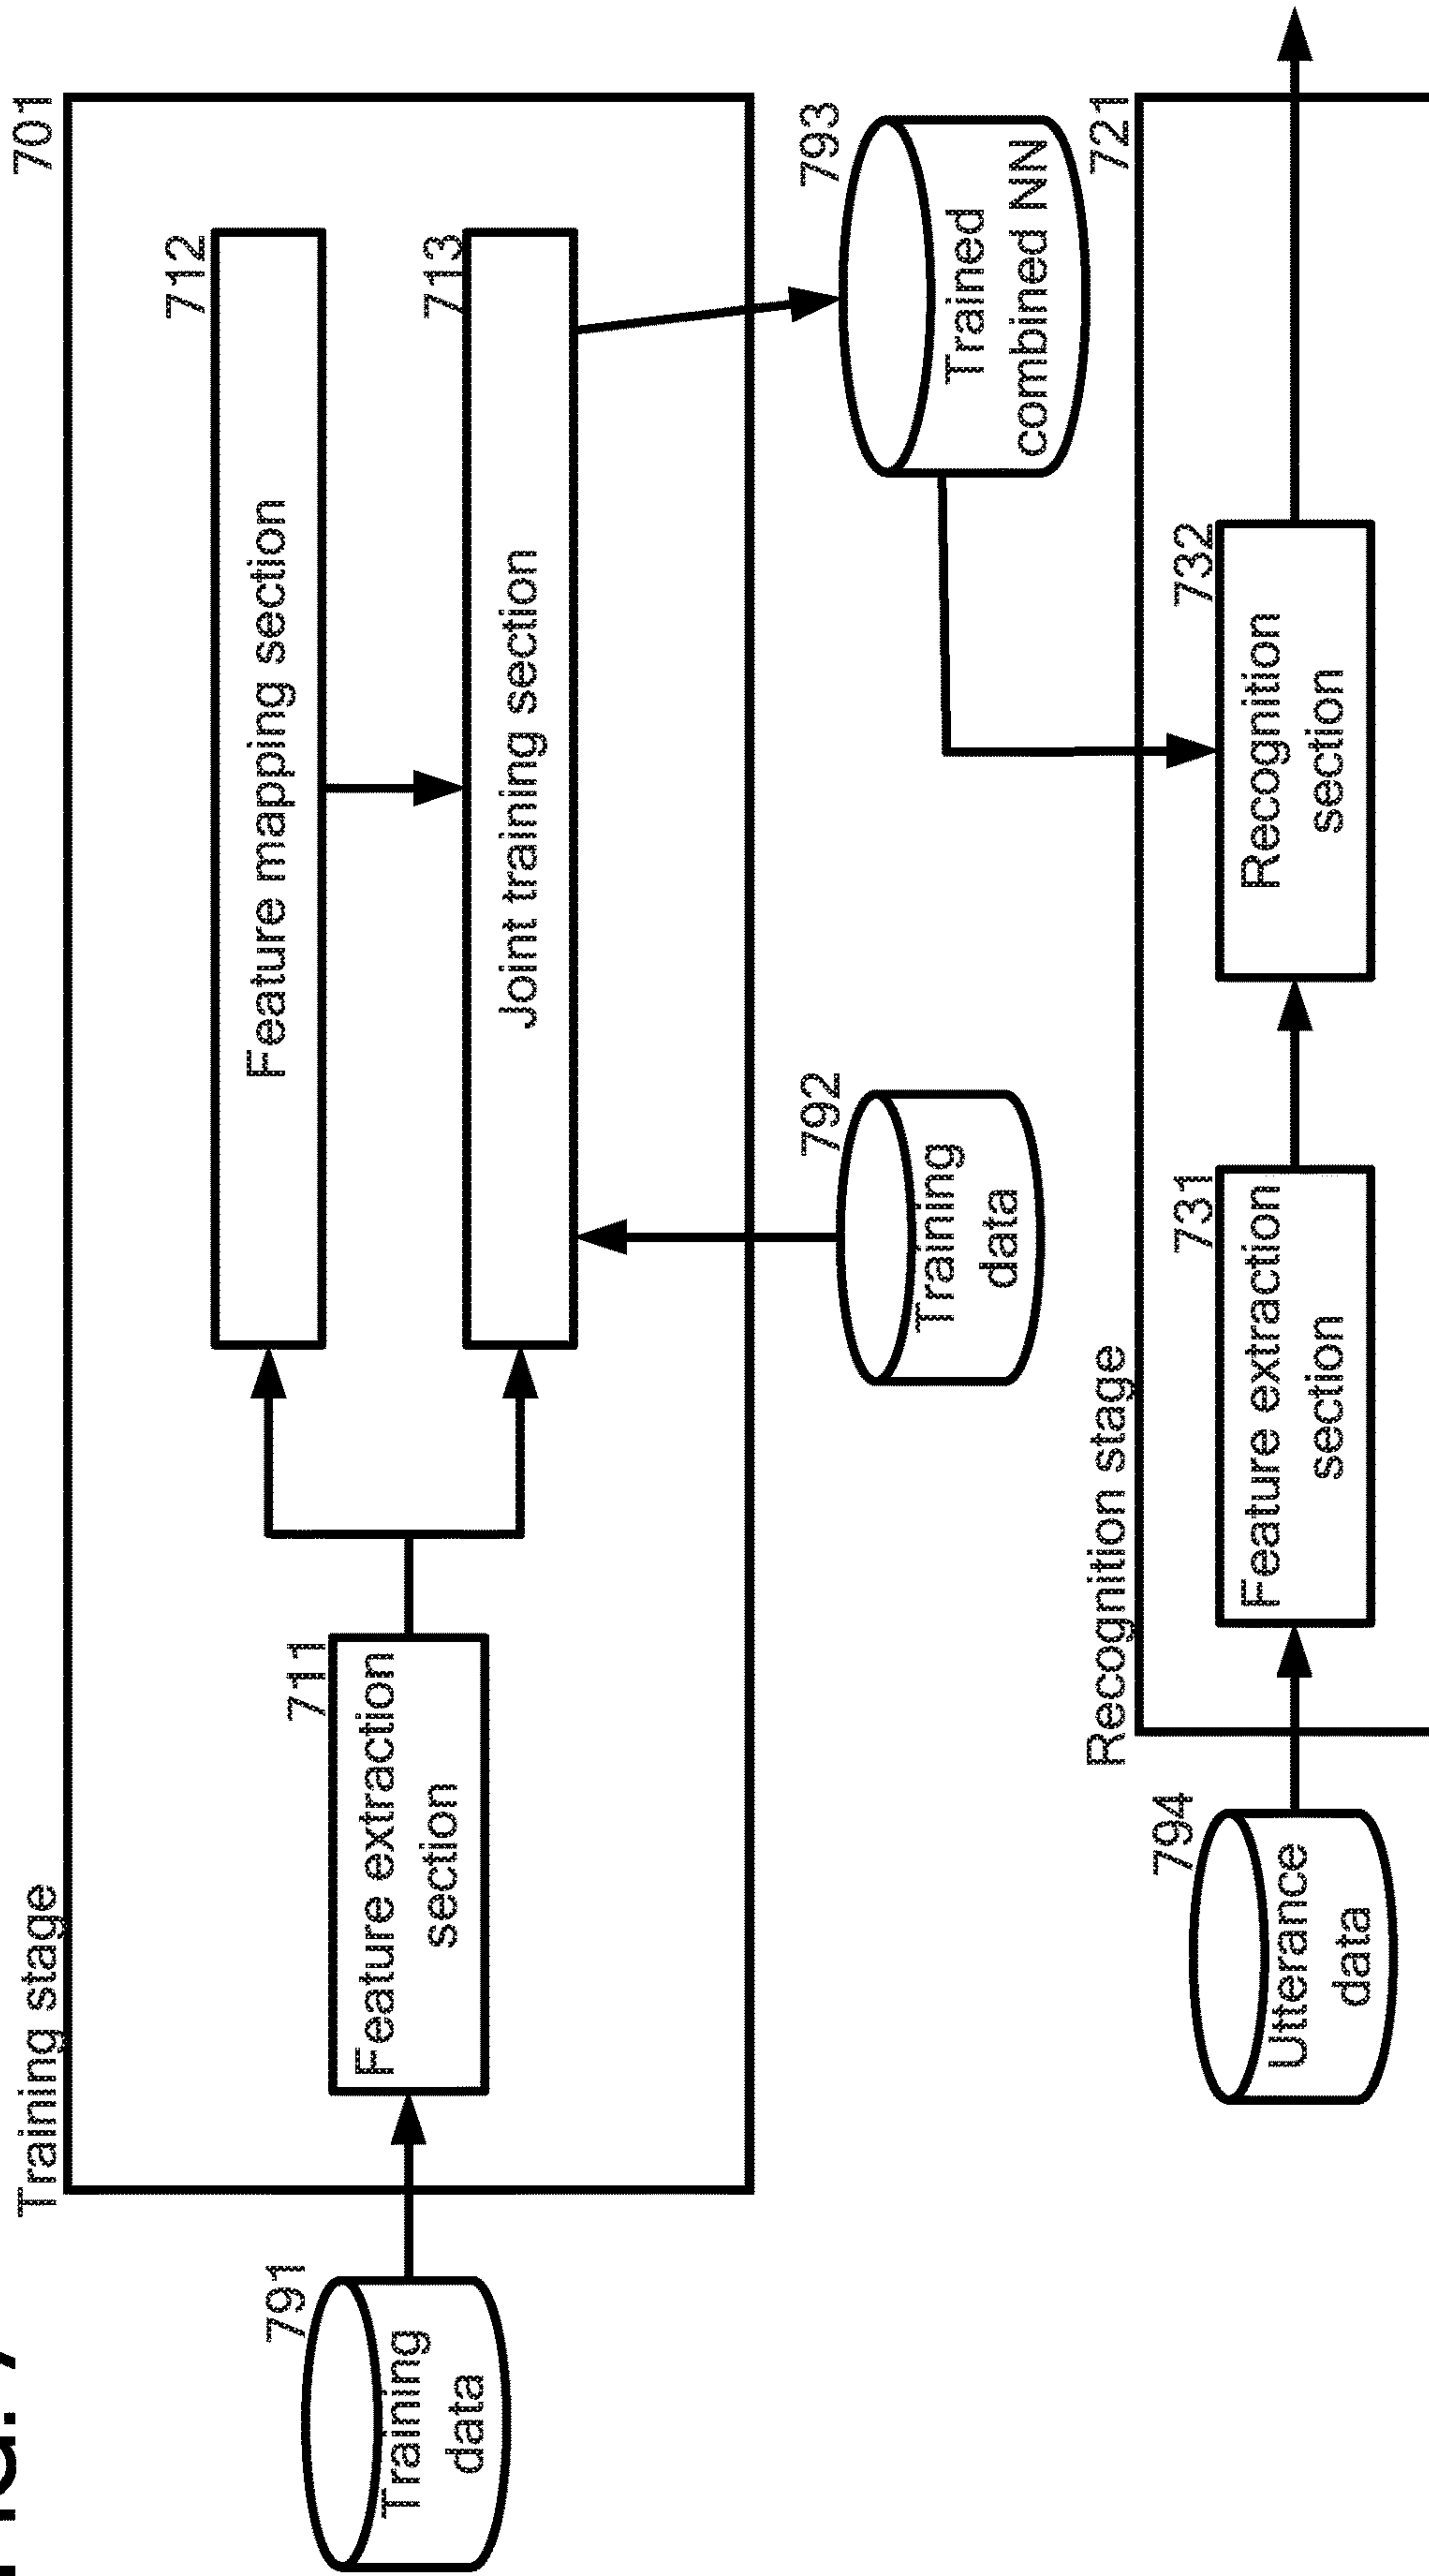 Training stage
701
791
Training
data
711
Feature extraction
section
712
Feature mapping section
713
Joint training section
792
Training
data
793
Trained
combined NN
Recognition stage
721
794
Utterance
data
731
Feature extraction
section
732
Recognition
section